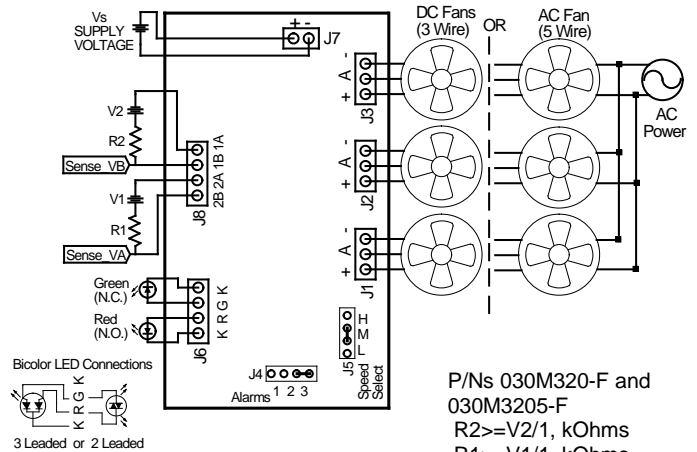 Vs
SUPPLY
VOLTAGE
+ -
J7
DC Fans
(3 Wire)
OR
AC Fan
(5 Wire)
- A +
J3
AC
Power
V2
R2
Sense_VB
V1
R1
Sense_VA
2B 2A 1B 1A
J8
- A +
J2
- A +
J1
Green
(N.C.)
Red
(N.O.)
K R G K
J6
H
M
L
J5
Speed
Select
J4
Alarms 1 2 3
Bicolor LED Connections
K R G K
3 Leaded or 2 Leaded
P/Ns 030M320-F and
030M3205-F
R2>=V2/1, kOhms